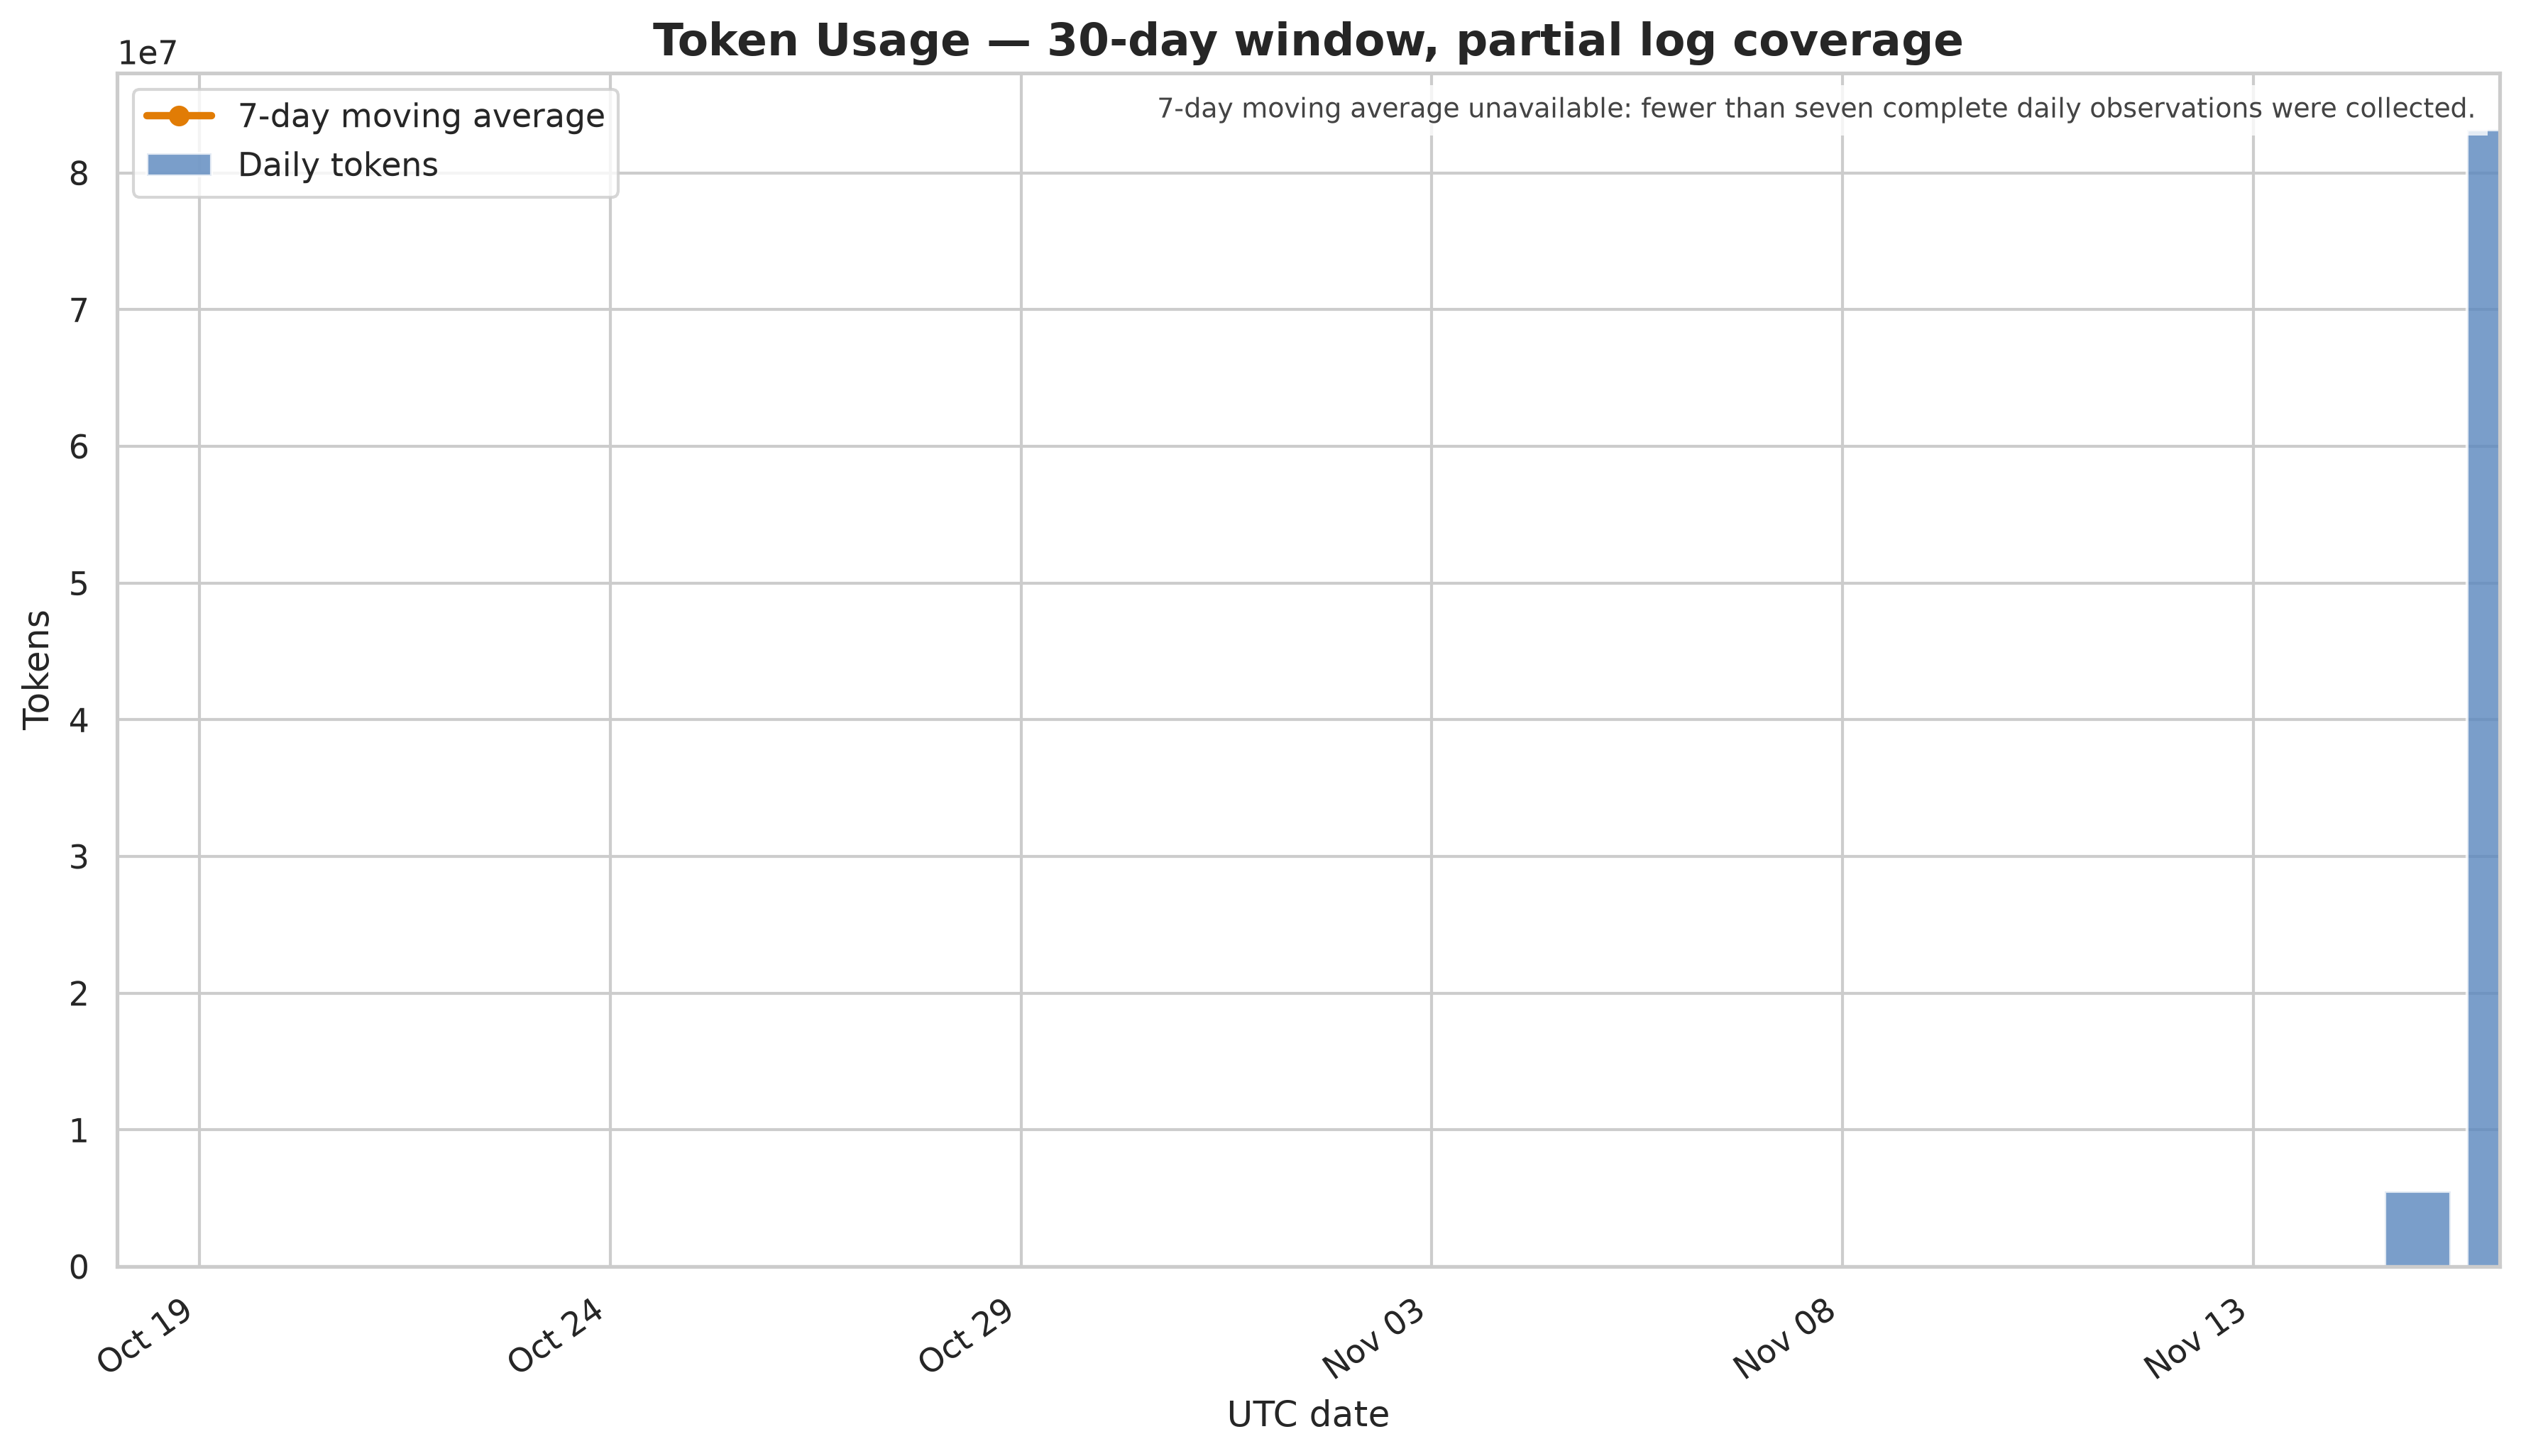 Token Usage — 30-day window, partial log coverage
1e7
7-day moving average
Daily tokens
7-day moving average unavailable: fewer than seven complete daily observations were collected.
8
7
6
5
4
3
2
1
0
Tokens
Oct 19
Oct 24
Oct 29
Nov 03
Nov 08
Nov 13
UTC date